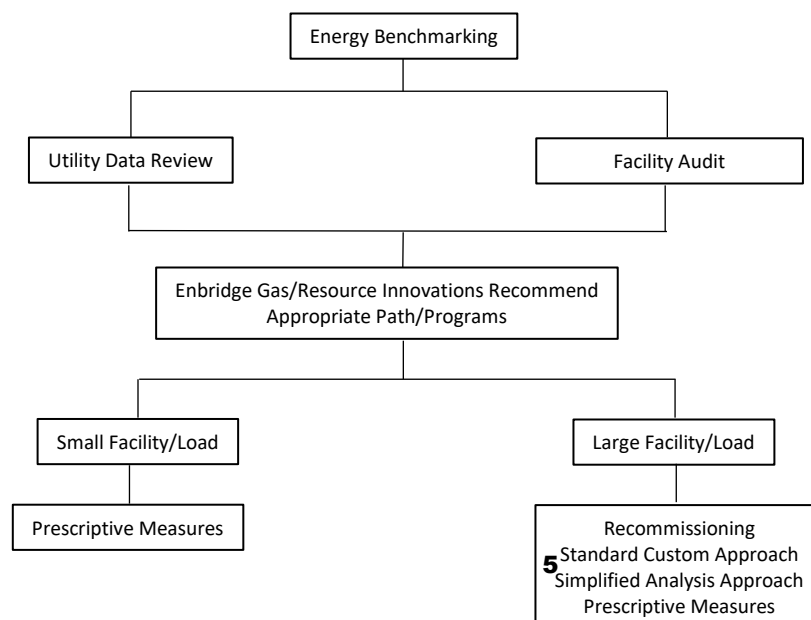 Energy Benchmarking
Utility Data Review
Facility Audit
Enbridge Gas/Resource Innovations Recommend
Appropriate Path/Programs
Small Facility/Load
Large Facility/Load
Prescriptive Measures
Recommissioning
5
Standard Custom Approach
Simplified Analysis Approach
Prescriptive Measures